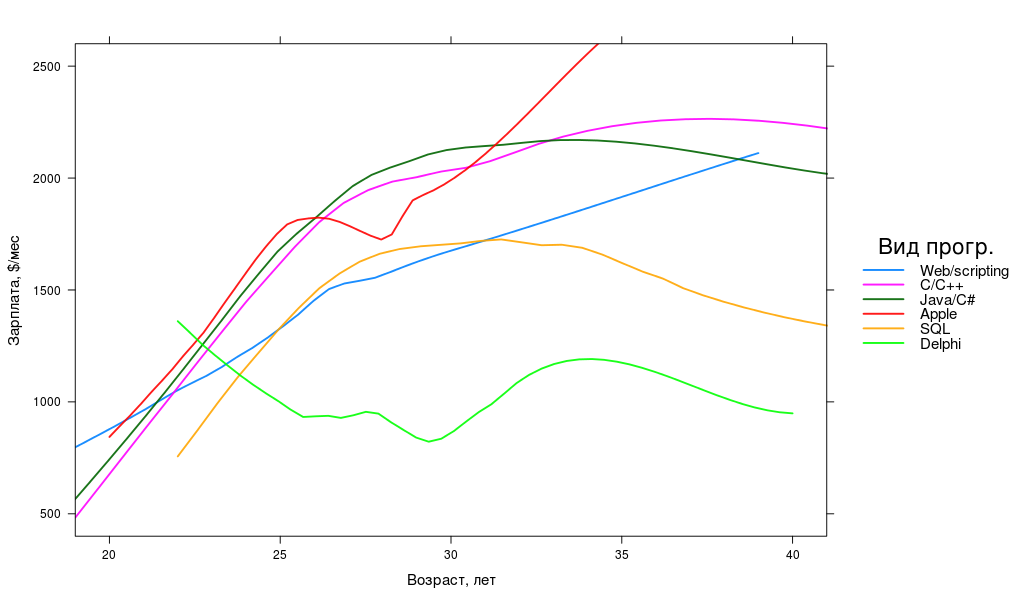 2500
2000
1500
1000
500
Зарплата, $/мес
20
25
30
35
40
Возраст, лет
Вид прогр.
Web/scripting
C/C++
Java/C#
Apple
SQL
Delphi